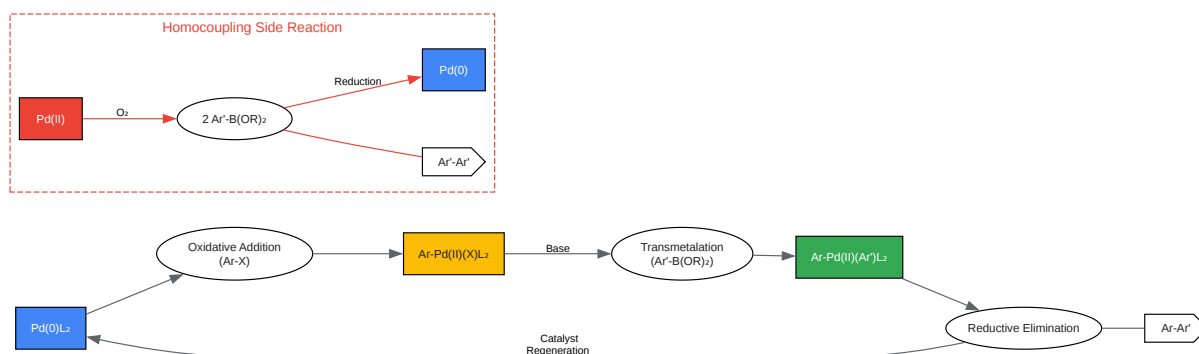 Homocoupling Side Reaction
Pd(0)
Reduction
Pd(II)
O₂
2 Ar'-B(OR)₂
Ar'-Ar'
Oxidative Addition
(Ar-X)
Ar-Pd(II)(X)L₂
Base
Transmetalation
(Ar'-B(OR)₂)
Ar-Pd(II)(Ar')L₂
Pd(0)L₂
Reductive Elimination
Ar-Ar'
Catalyst
Regeneration